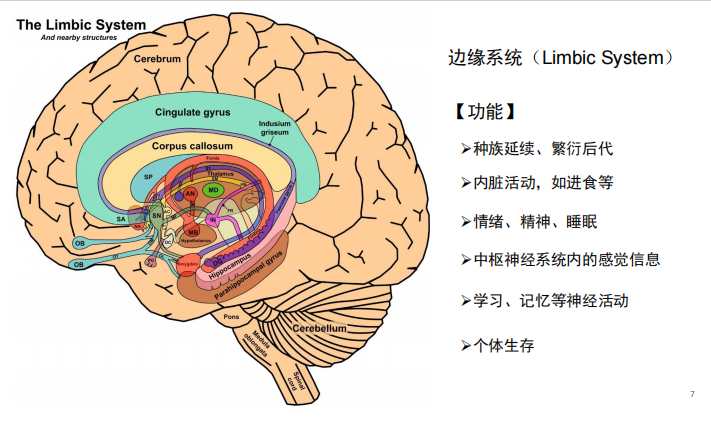 The Limbic System
And nearby structures
Cerebrum
Cingulate gyrus
Indusium
griseum
Corpus callosum
Fornix
SP
Thalamus
AN
MD
SA
SN
IN
MB
Hypothalamus
OB
OB
Amygdala
DG
Hippocampus
Parahippocampal gyrus
Pons
Cerebellum
Medulla
oblongata
Spinal
cord
边缘系统（Limbic System）
【功能】
➢种族延续、繁衍后代
➢内脏活动，如进食等
➢情绪、精神、睡眠
➢中枢神经系统内的感觉信息
➢学习、记忆等神经活动
➢个体生存
7